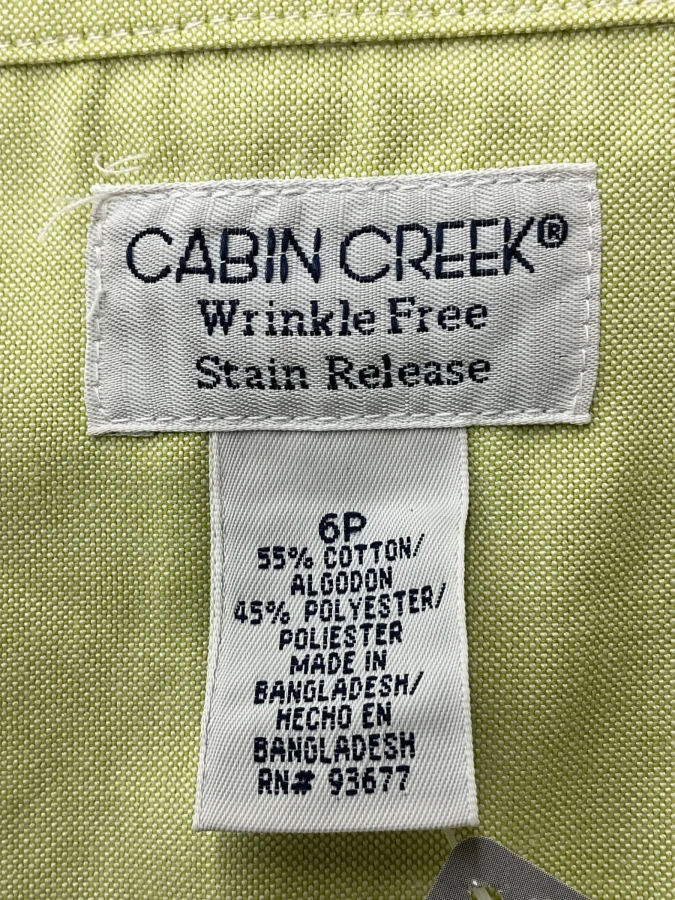 CABIN CREEK®
Wrinkle Free
Stain Release
6P
55% COTTON/
ALGODON
45% POLYESTER/
POLIESTER
MADE IN
BANGLADESH/
HECHO EN
BANGLADESH
RN# 93677